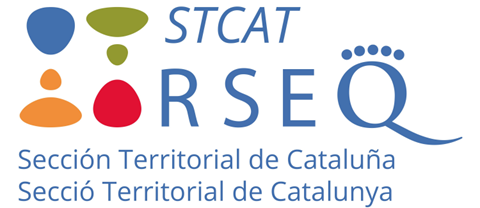 STCAT
RSEQ
Sección Territorial de Cataluña
Secció Territorial de Catalunya